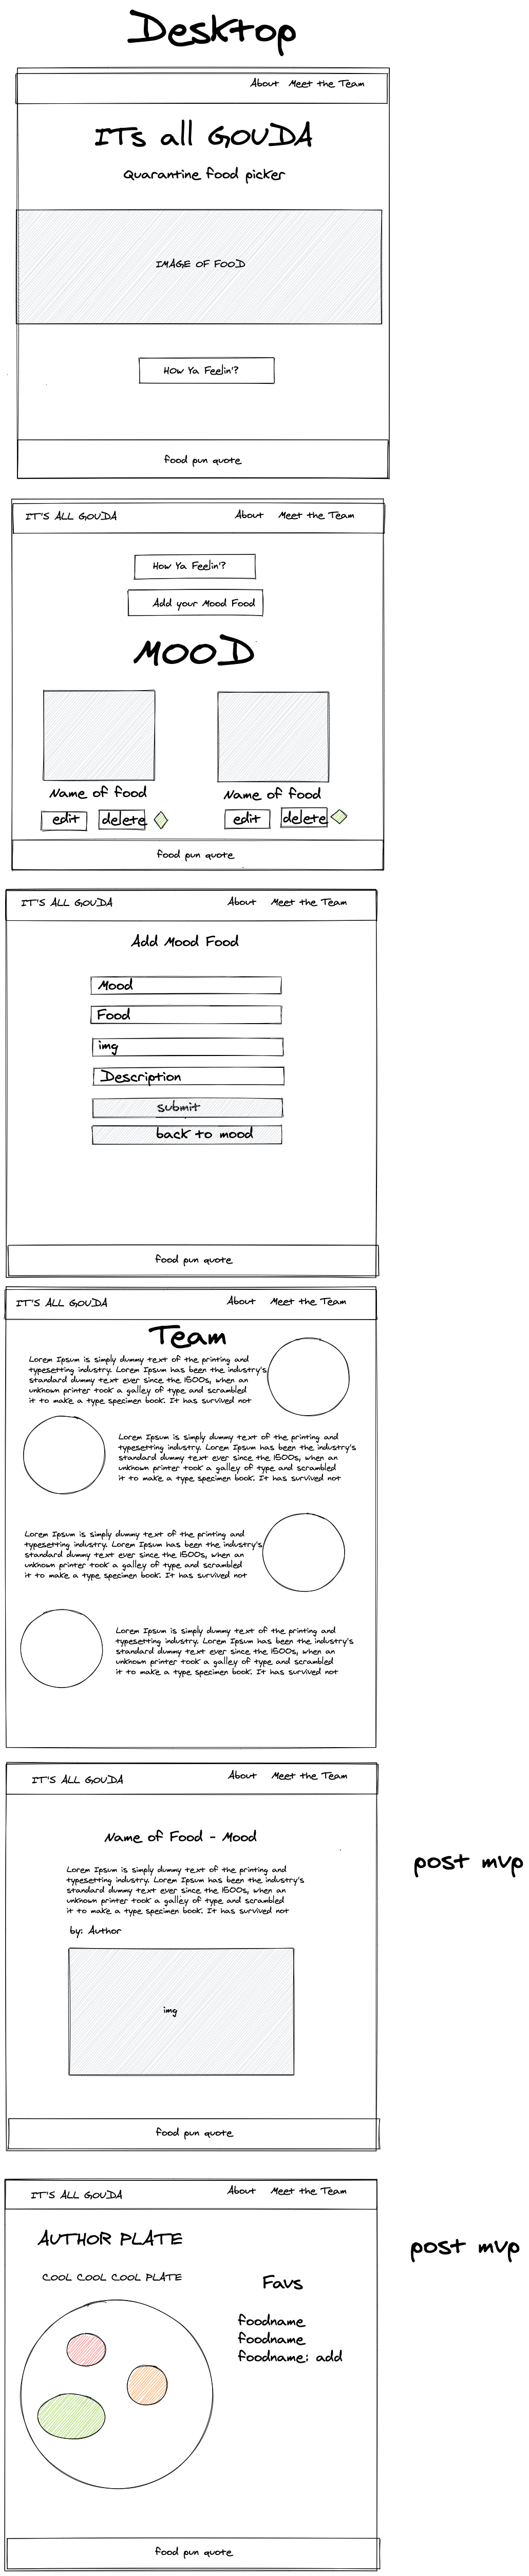 Desktop
About Meet the Team
ITs all GOUDA
Quarantine food picker
IMAGE OF FOOD
How Ya Feelin'?
food pun quote
IT'S ALL GOUDA About Meet the Team
How Ya Feelin'?
Add your Mood Food
MOOD
Name of food Name of food
edit delete edit delete
food pun quote
IT'S ALL GOUDA About Meet the Team
Add Mood Food
Mood
Food
img
Description
submit
back to mood
food pun quote
IT'S ALL GOUDA About Meet the Team
Team
Lorem Ipsum is simply dummy text of the printing and
typesetting industry. Lorem Ipsum has been the industry's
standard dummy text ever since the 1500s, when an
unknown printer took a galley of type and scrambled
it to make a type specimen book. It has survived not
Lorem Ipsum is simply dummy text of the printing and
typesetting industry. Lorem Ipsum has been the industry's
standard dummy text ever since the 1500s, when an
unknown printer took a galley of type and scrambled
it to make a type specimen book. It has survived not
Lorem Ipsum is simply dummy text of the printing and
typesetting industry. Lorem Ipsum has been the industry's
standard dummy text ever since the 1500s, when an
unknown printer took a galley of type and scrambled
it to make a type specimen book. It has survived not
Lorem Ipsum is simply dummy text of the printing and
typesetting industry. Lorem Ipsum has been the industry's
standard dummy text ever since the 1500s, when an
unknown printer took a galley of type and scrambled
it to make a type specimen book. It has survived not
IT'S ALL GOUDA About Meet the Team
Name of Food - Mood
post mvp
Lorem Ipsum is simply dummy text of the printing and
typesetting industry. Lorem Ipsum has been the industry's
standard dummy text ever since the 1500s, when an
unknown printer took a galley of type and scrambled
it to make a type specimen book. It has survived not
by: Author
img
food pun quote
IT'S ALL GOUDA About Meet the Team
AUTHOR PLATE
post mvp
COOL COOL COOL PLATE
Favs
foodname
foodname
foodname: add
food pun quote